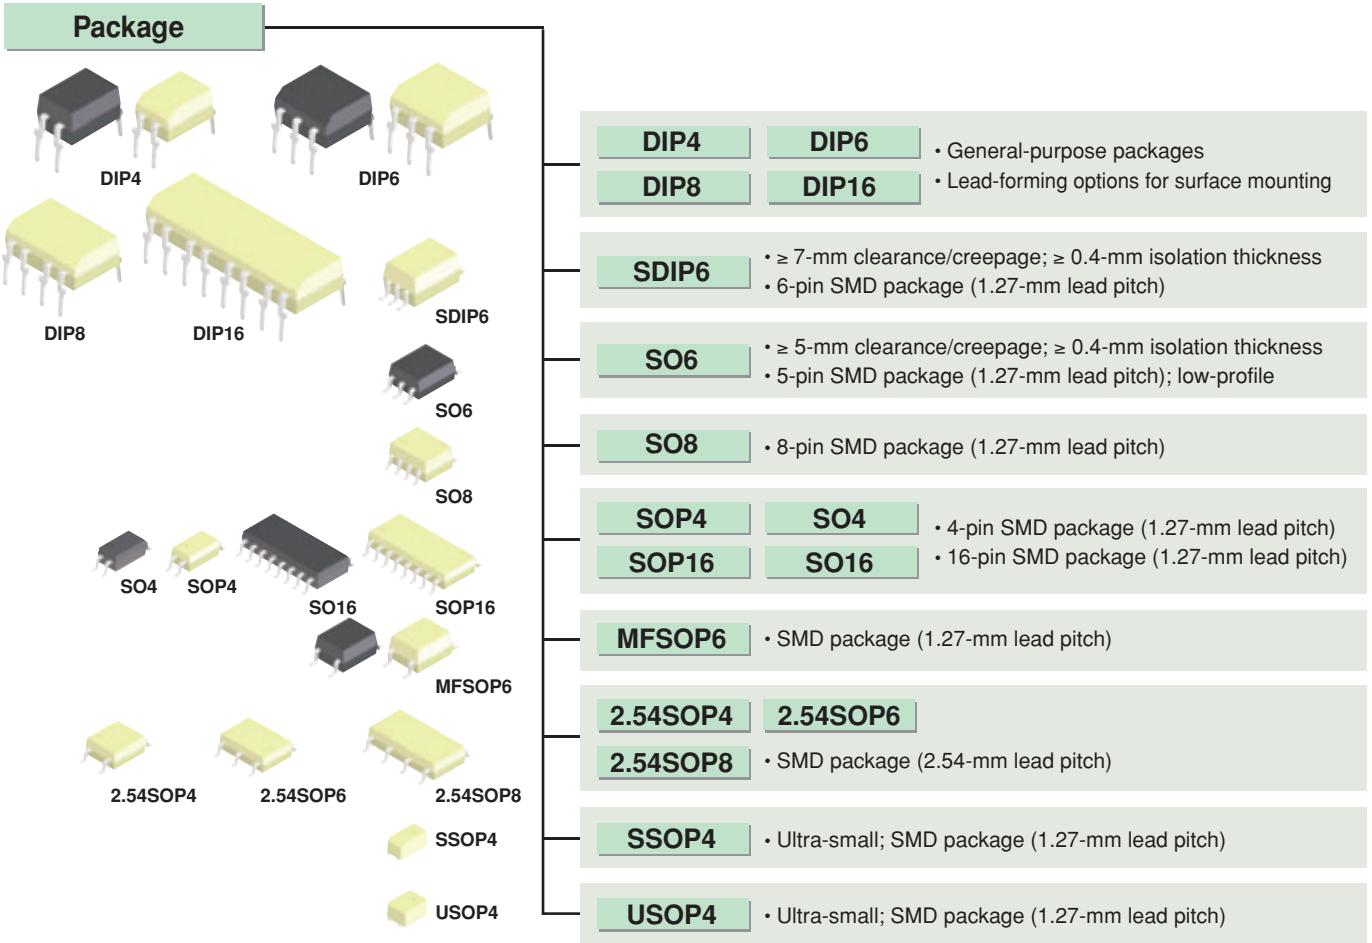 Package
DIP4
DIP6
DIP8
DIP16
SDIP6
SO6
SO8
SO4
SOP4
SO16
SOP16
MFSOP6
2.54SOP4
2.54SOP6
2.54SOP8
SSOP4
USOP4
DIP4 DIP6
DIP8 DIP16
• General-purpose packages
• Lead-forming options for surface mounting
SDIP6
• ≥ 7-mm clearance/creepage; ≥ 0.4-mm isolation thickness
• 6-pin SMD package (1.27-mm lead pitch)
SO6
• ≥ 5-mm clearance/creepage; ≥ 0.4-mm isolation thickness
• 5-pin SMD package (1.27-mm lead pitch); low-profile
SO8
• 8-pin SMD package (1.27-mm lead pitch)
SOP4 SO4
SOP16 SO16
• 4-pin SMD package (1.27-mm lead pitch)
• 16-pin SMD package (1.27-mm lead pitch)
MFSOP6
• SMD package (1.27-mm lead pitch)
2.54SOP4 2.54SOP6
2.54SOP8
• SMD package (2.54-mm lead pitch)
SSOP4
• Ultra-small; SMD package (1.27-mm lead pitch)
USOP4
• Ultra-small; SMD package (1.27-mm lead pitch)